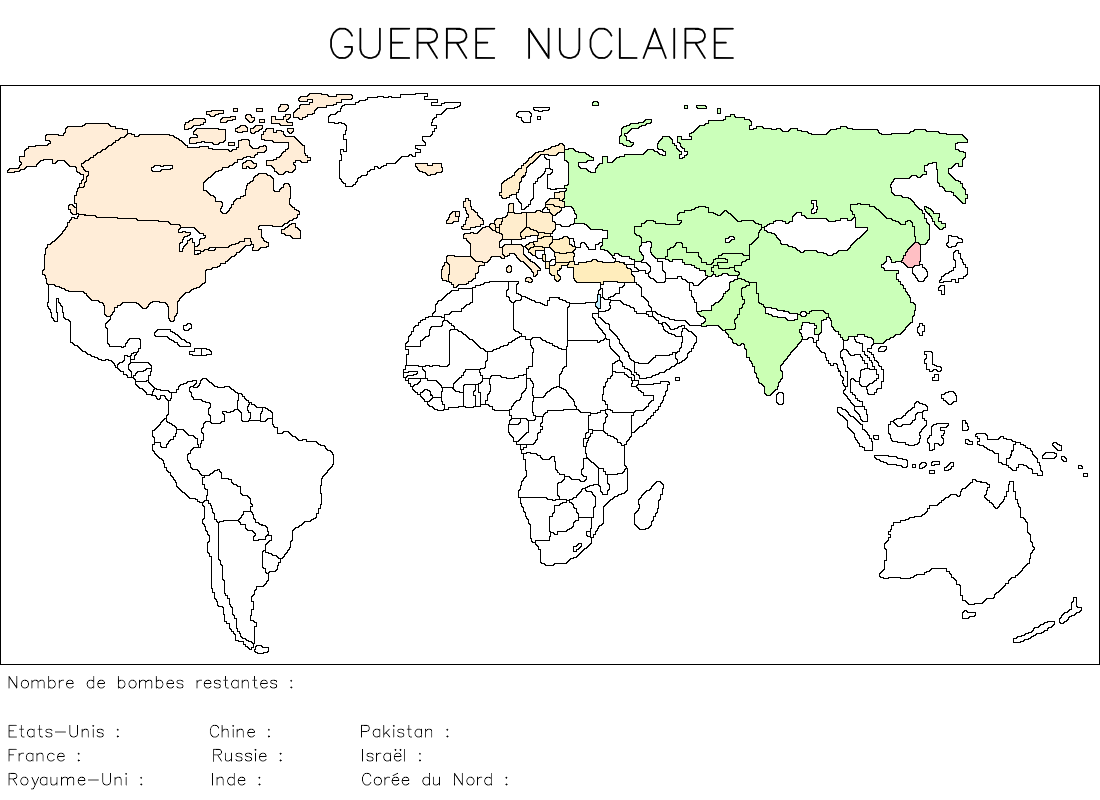 GUERRE NUCLAIRE
Nombre de bombes restantes :
Etats-Unis : Chine : Pakistan :
France : Russie : Israël :
Royaume-Uni : Inde : Corée du Nord :